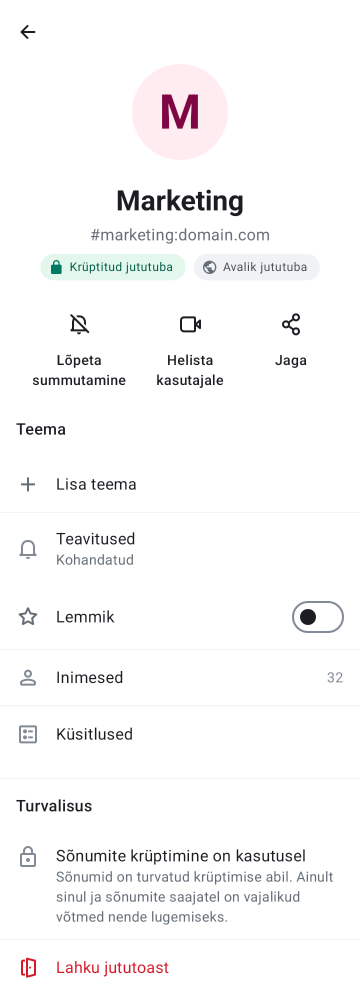 M
Marketing
#marketing:domain.com
Krüptitud jututuba
Avalik jututuba
Lõpeta
summutamine
Helista
kasutajale
Jaga
Teema
Lisa teema
Teavitused
Kohandatud
Lemmik
Inimesed
32
Küsitlused
Turvalisus
Sõnumite krüptimine on kasutusel
Sõnumid on turvatud krüptimise abil. Ainult
sinul ja sõnumite saajatel on vajalikud
võtmed nende lugemiseks.
Lahku jututoast